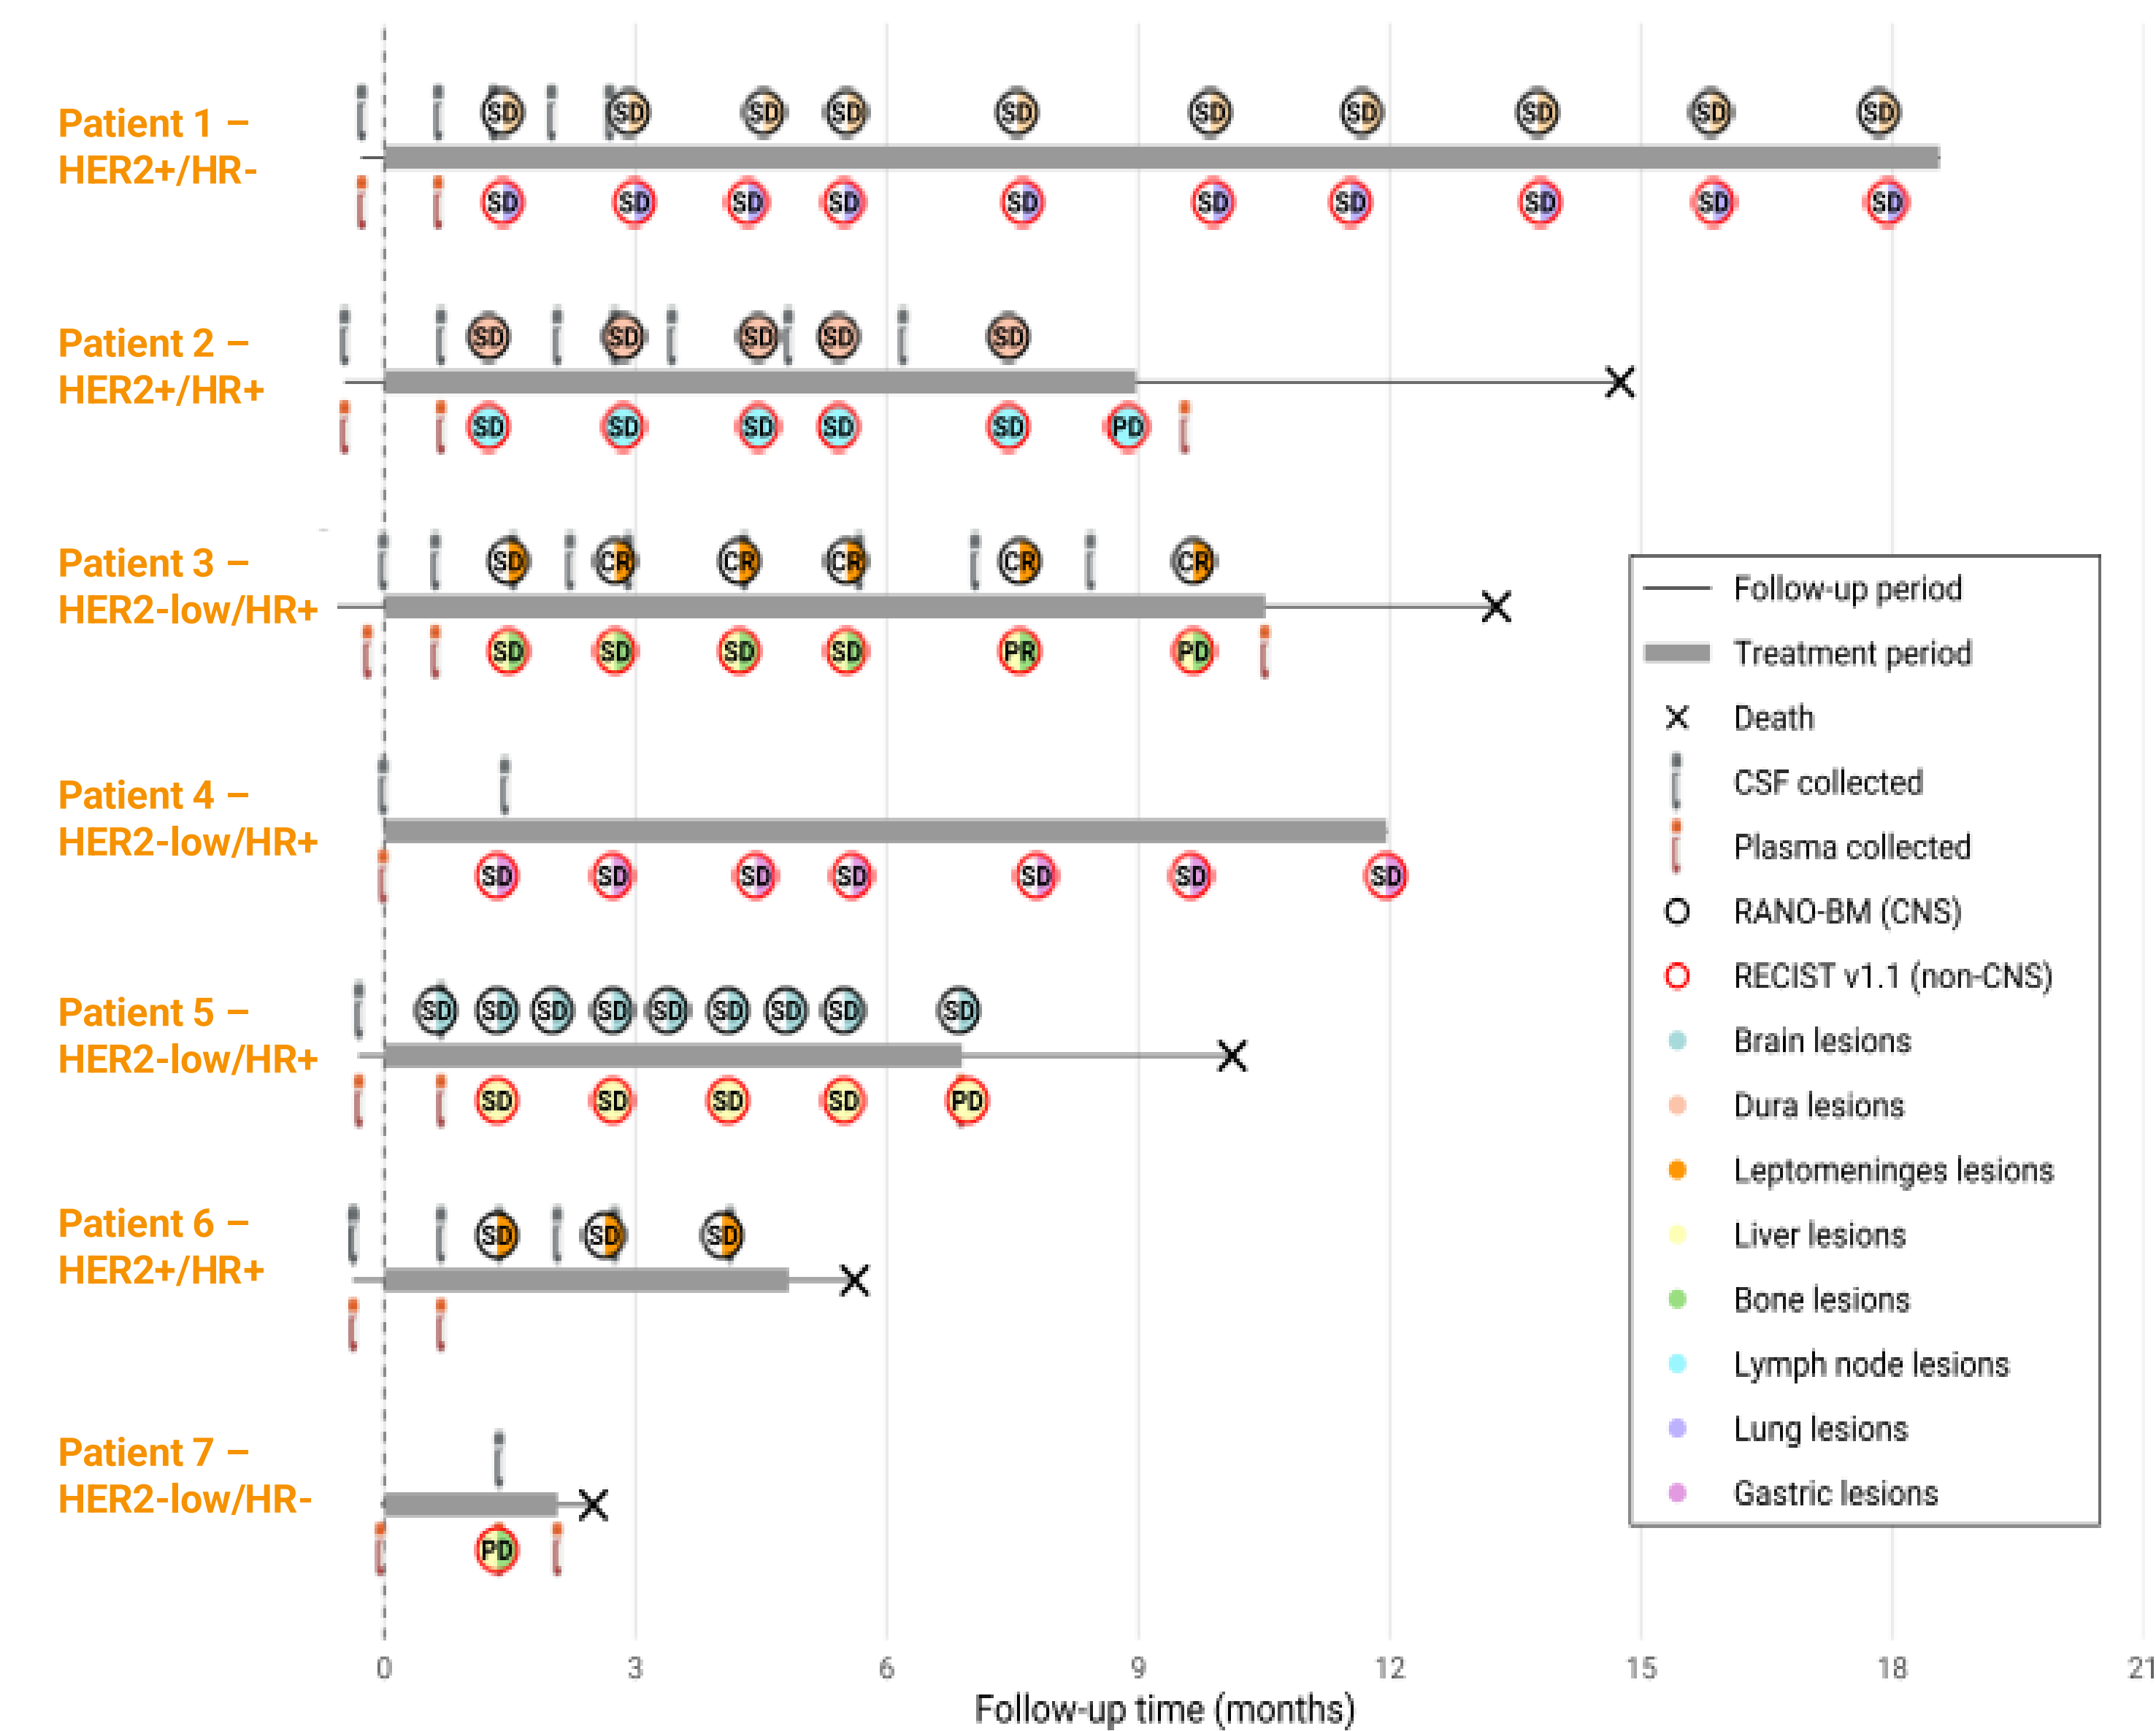 SD SD SD SD SD SD SD SD SD SD
Patient 1 –
HER2+/HR-
SD SD SD SD SD SD SD SD SD SD
SD SD SD SD SD
Patient 2 –
HER2+/HR+
SD SD SD SD SD PD
SD CR CR CR CR CR
Patient 3 –
HER2-low/HR+
SD SD SD SD PR PD
Patient 4 –
HER2-low/HR+
SD SD SD SD SD SD SD
SD SD SD SD SD SD SD SD SD
Patient 5 –
HER2-low/HR+
SD SD SD SD PD
SD SD SD
Patient 6 –
HER2+/HR+
Patient 7 –
HER2-low/HR-
PD
Follow-up period
Treatment period
Death
CSF collected
Plasma collected
RANO-BM (CNS)
RECIST v1.1 (non-CNS)
Brain lesions
Dura lesions
Leptomeninges lesions
Liver lesions
Bone lesions
Lymph node lesions
Lung lesions
Gastric lesions
0 3 6 9 12 15 18 21
Follow-up time (months)